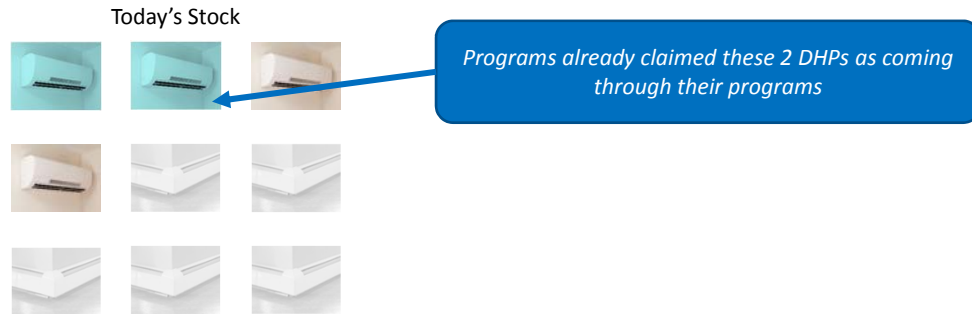 Today’s Stock
Programs already claimed these 2 DHPs as coming
through their programs